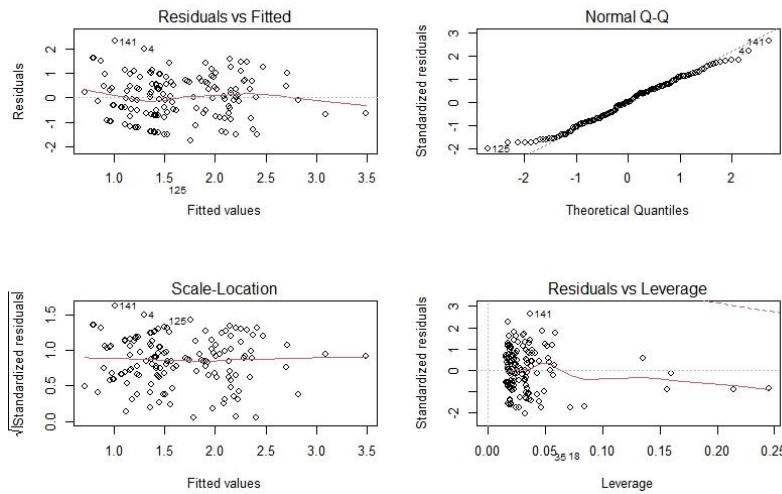 Residuals vs Fitted
Residuals
-2 -1 0 1 2
141
4
125
1.0 1.5 2.0 2.5 3.0 3.5
Fitted values
Normal Q-Q
Standardized residuals
-2 -1 0 1 2 3
141
4
125
-2 -1 0 1 2
Theoretical Quantiles
Scale-Location
√|Standardized residuals|
0.0 0.5 1.0 1.5
141
4
125
1.0 1.5 2.0 2.5 3.0 3.5
Fitted values
Residuals vs Leverage
Standardized residuals
-2 0 1 2 3
141
35 18
0.00 0.05 0.10 0.15 0.20 0.25
Leverage